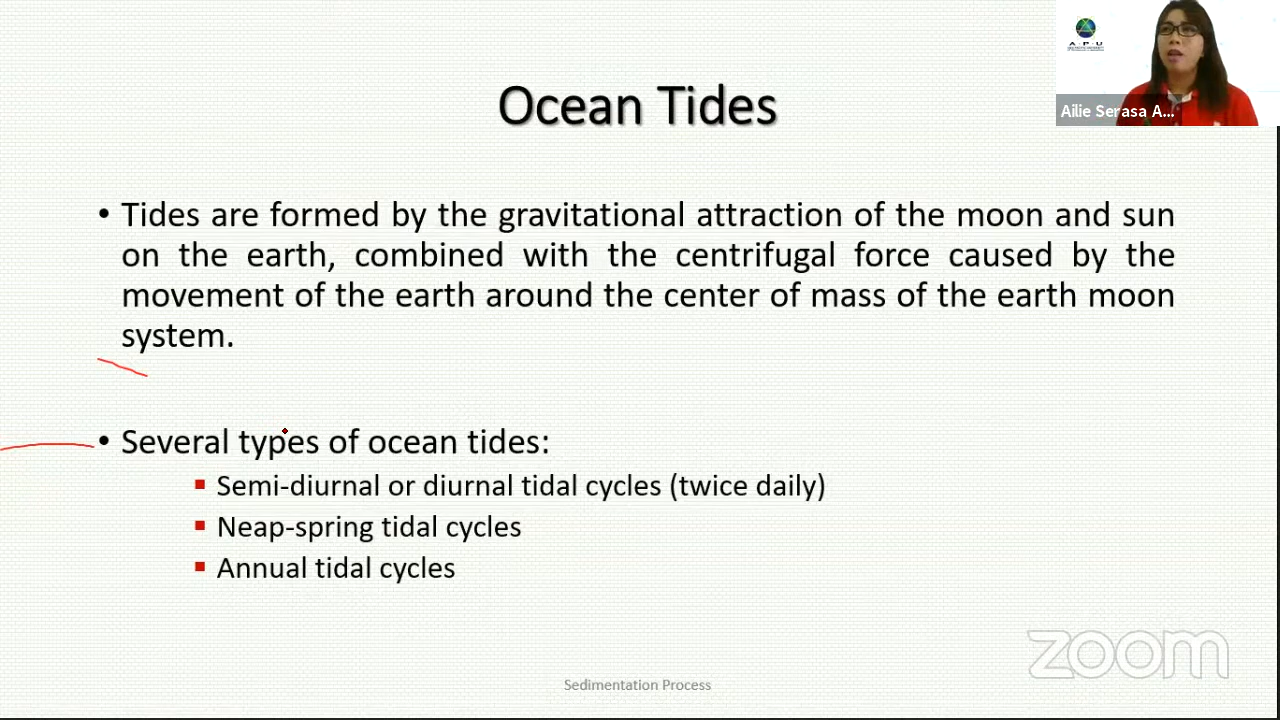 A P U
Ailie Serasa A...
Ocean Tides
• Tides are formed by the gravitational attraction of the moon and sun
on the earth, combined with the centrifugal force caused by the
movement of the earth around the center of mass of the earth moon
system.
• Several types of ocean tides:
▪ Semi-diurnal or diurnal tidal cycles (twice daily)
▪ Neap-spring tidal cycles
▪ Annual tidal cycles
zoom
Sedimentation Process